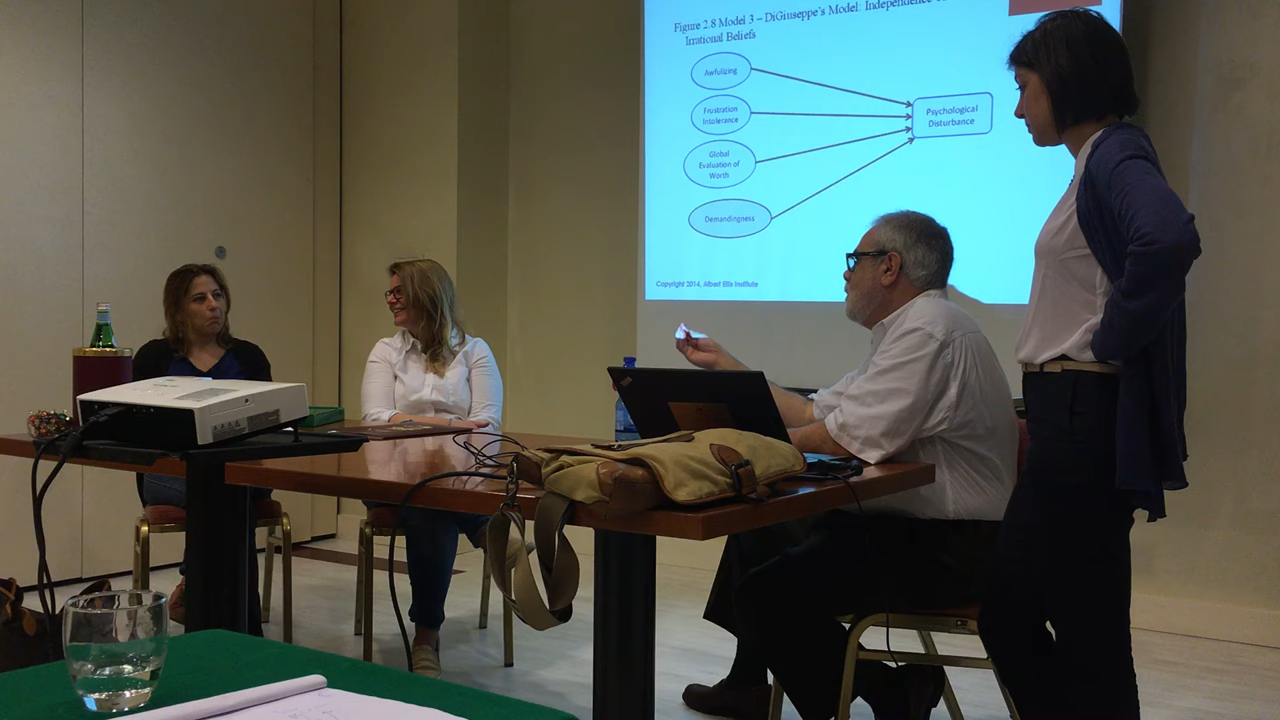 Figure 2.8 Model 3 – DiGiuseppe's Model: Independence
Irrational Beliefs
Awfulizing
Frustration
Intolerance
Global
Evaluation of
Worth
Demandingness
Psychological
Disturbance
Copyright 2014, Albert Ellis Institute